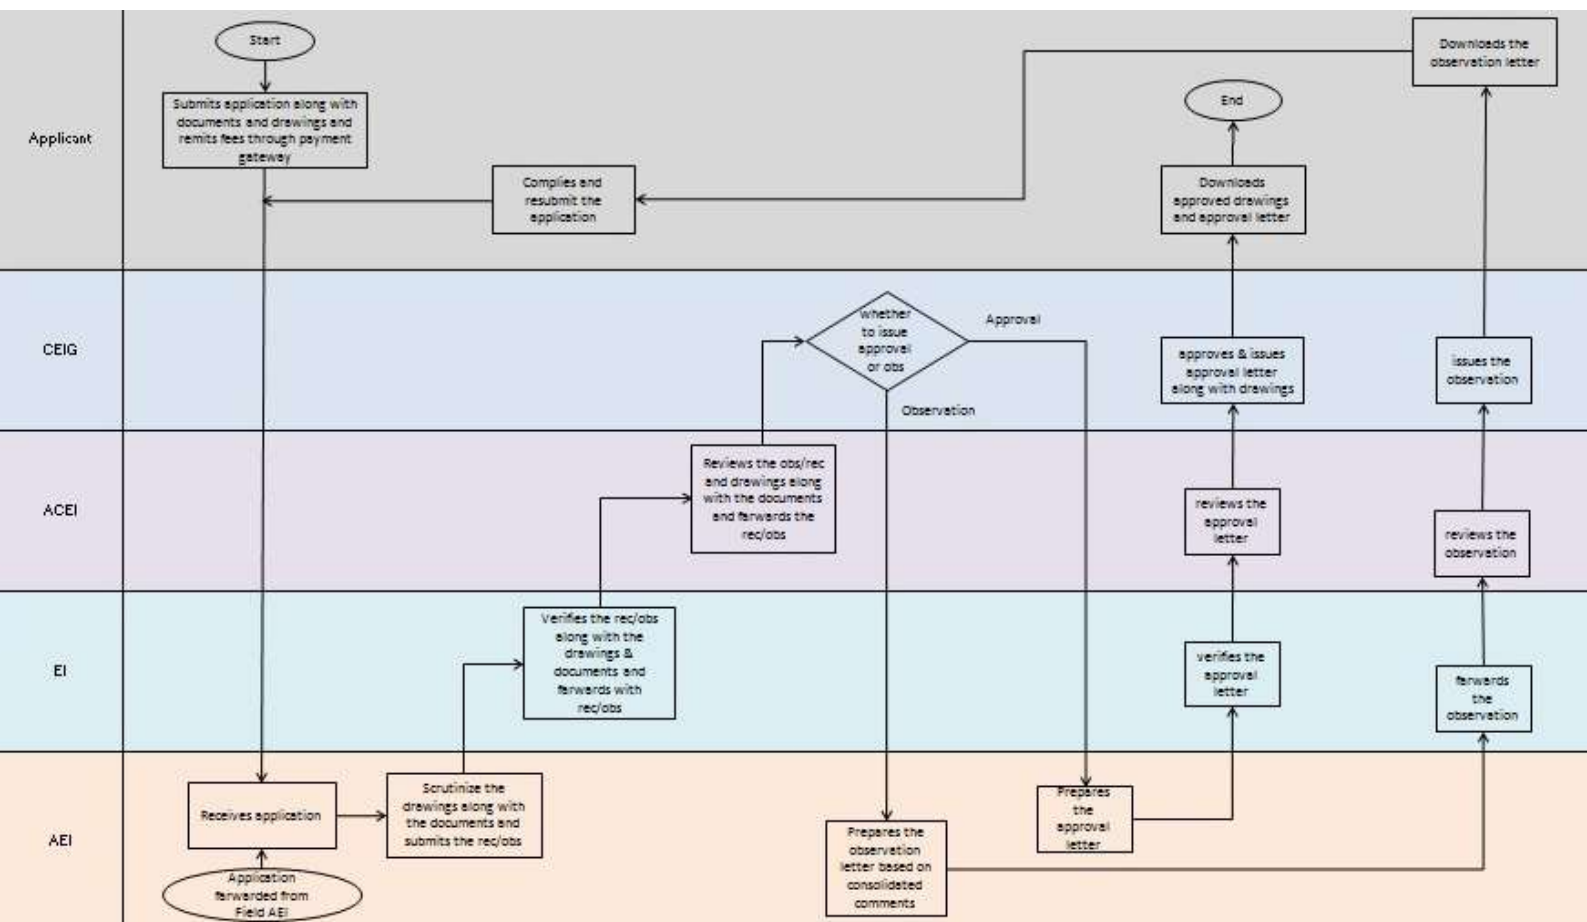 Applicant
Start
Submits application along with
documents and drawings and
remits fees through payment
gateway
Complies and
resubmit the
application
End
Downloads
approved drawings
and approval letter
Downloads the
observation letter
CEIG
whether
to issue
approval
or obs
Approval
Observation
approves & issues
approval letter
along with drawings
issues the
observation
ACEI
Reviews the obs/rec
and drawings along
with the documents
and farwards the
rec/obs
reviews the
approval
letter
reviews the
observation
EI
Verifies the rec/obs
along with the
drawings &
documents and
farwards with
rec/obs
verifies the
approval
letter
farwards
the
observation
AEI
Receives application
Application
farwarded from
Field AEI
Scrutinize the
drawings along with
the documents and
submits the rec/obs
Prepares the
observation
letter based on
consolidated
comments
Prepares
the
approval
letter